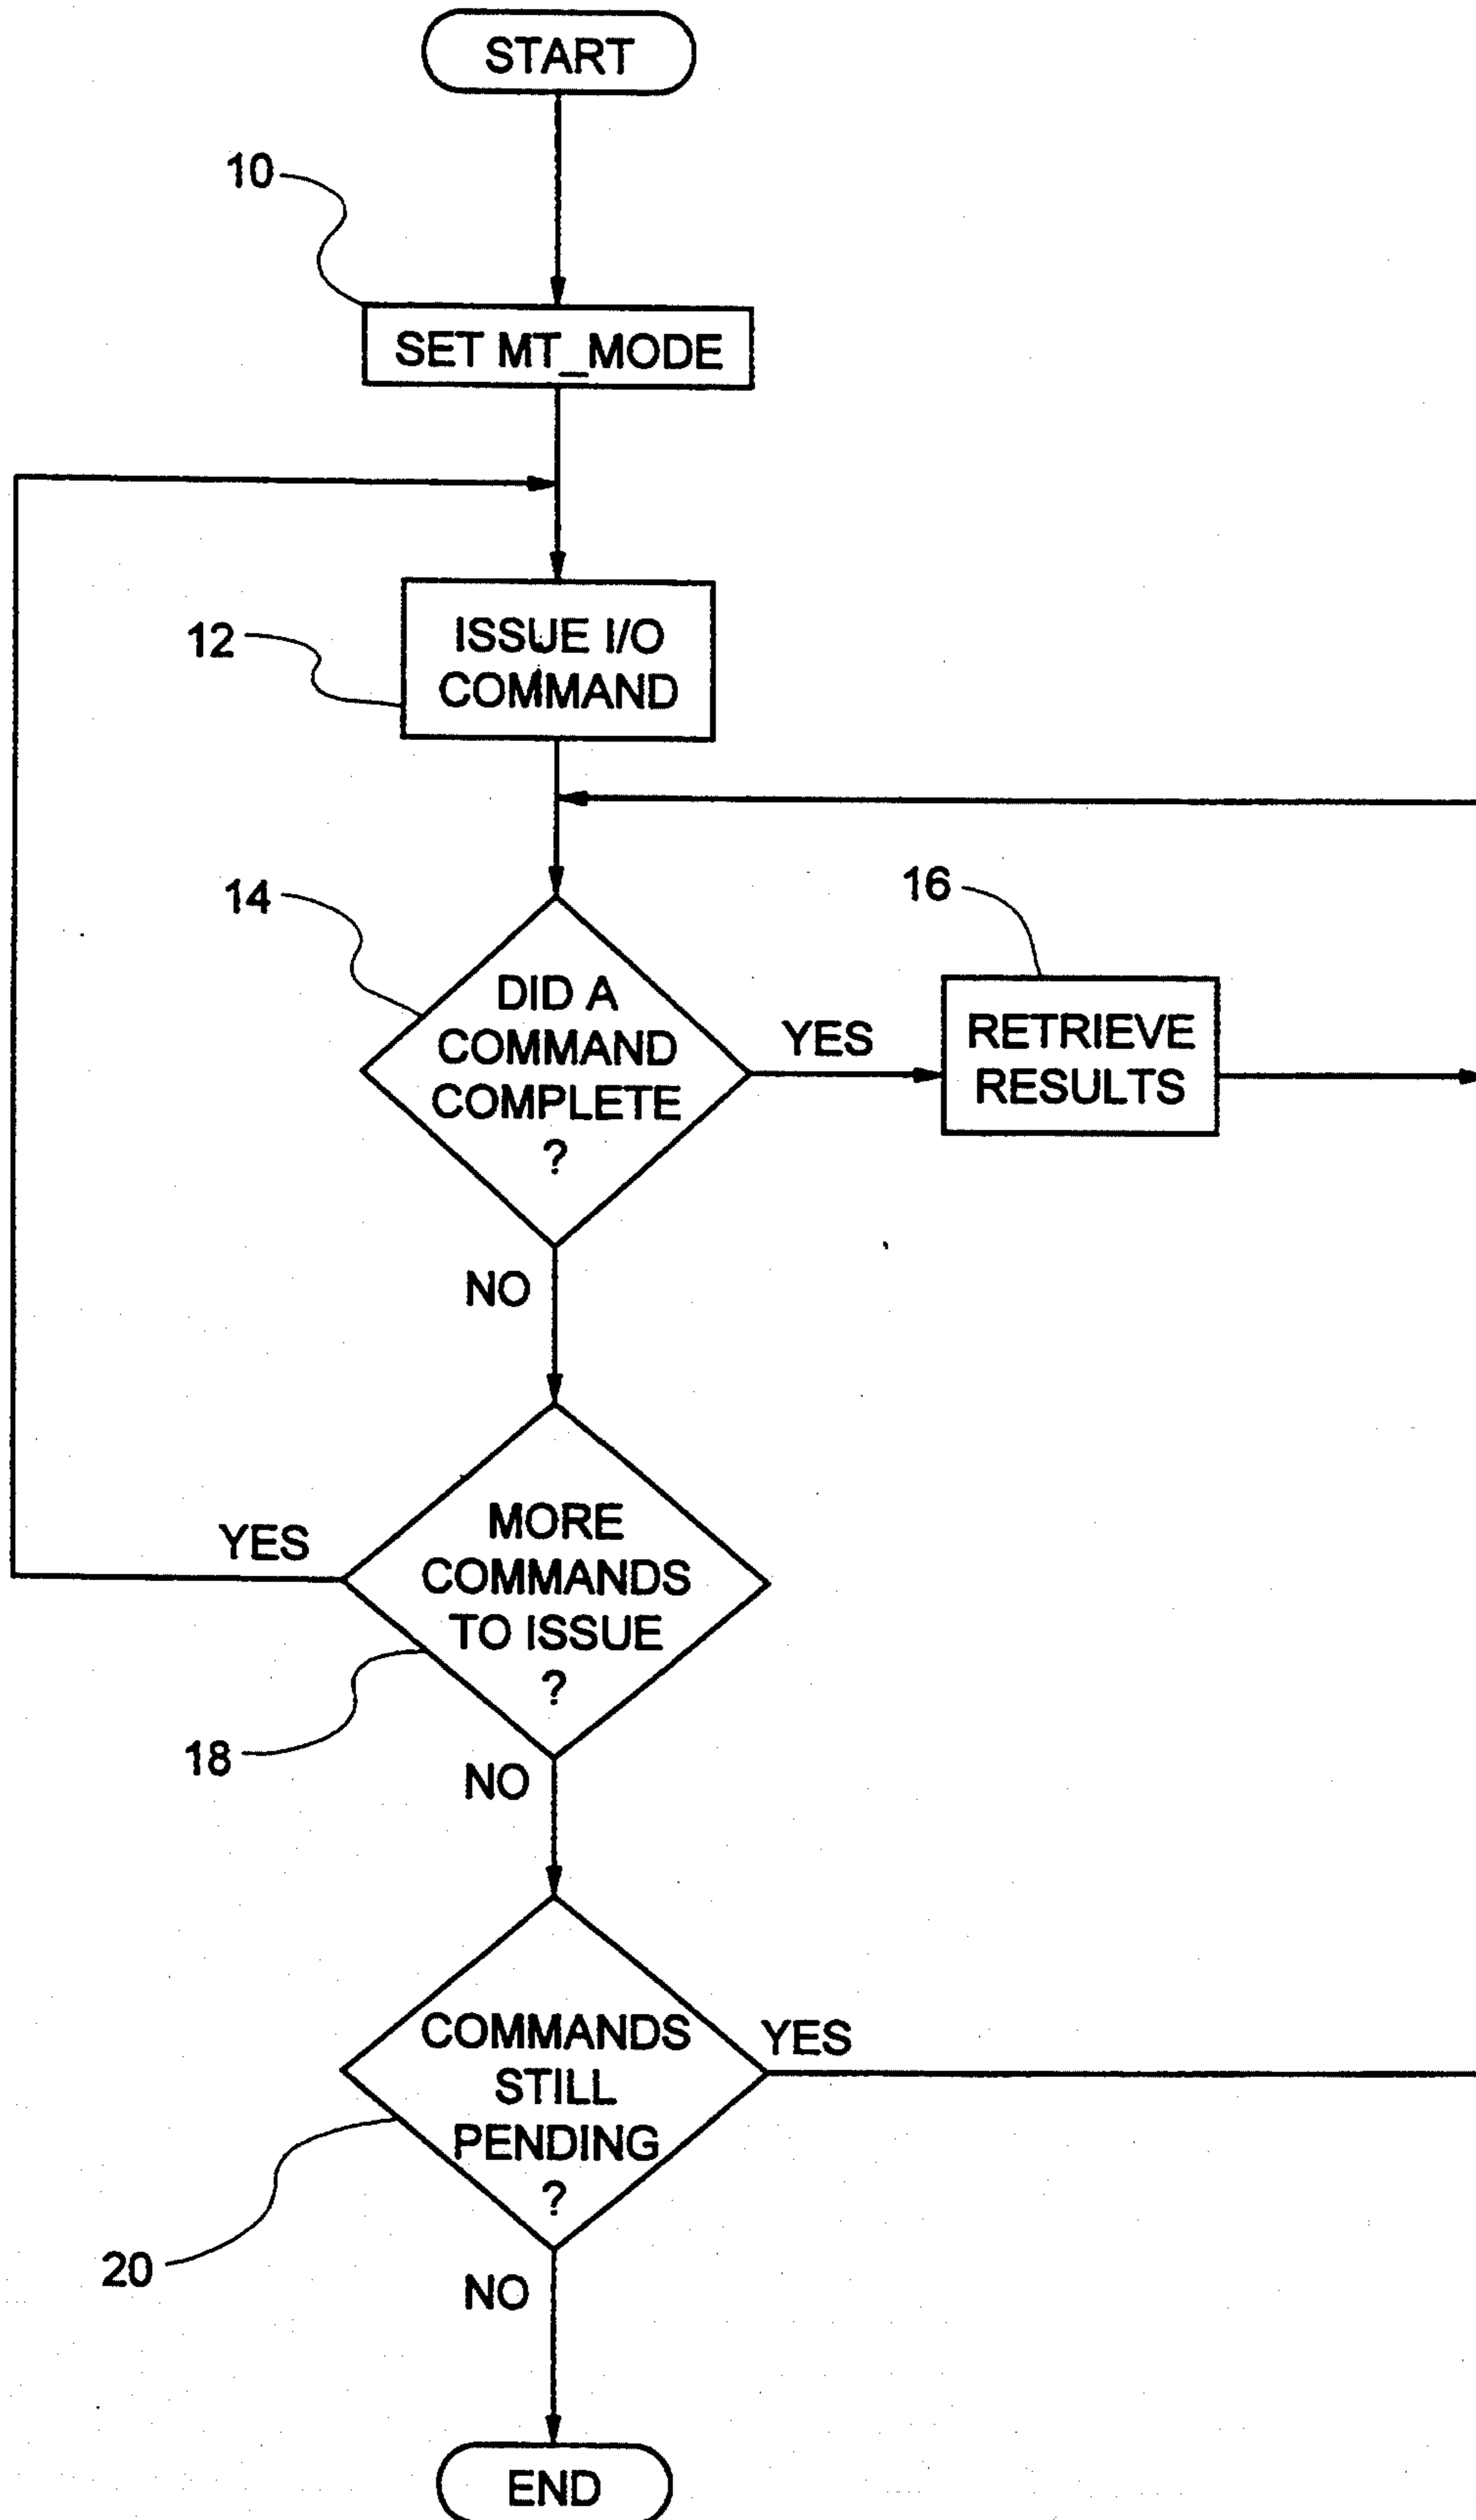 START
10
SET MT_MODE
12
ISSUE I/O
COMMAND
14
16
DID A
COMMAND
COMPLETE
?
YES
RETRIEVE
RESULTS
NO
MORE
COMMANDS
TO ISSUE
?
YES
18
NO
COMMANDS
STILL
PENDING
?
YES
20
NO
END